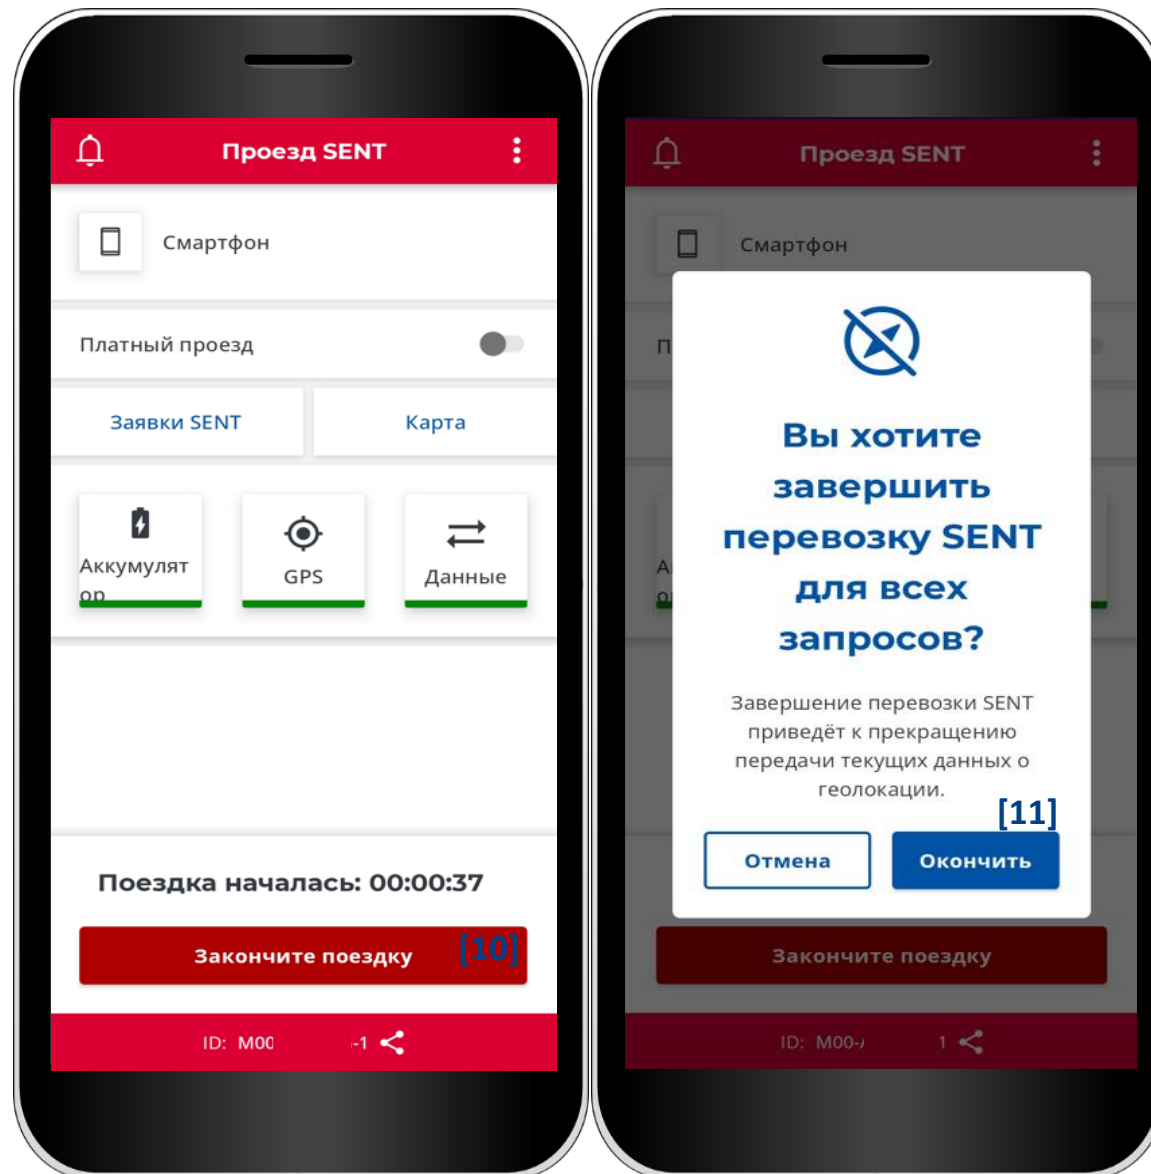 Проезд SENT
Смартфон
Платный проезд
Заявки SENT
Карта
Аккумулят
ор
GPS
Данные
Поездка началась: 00:00:37
Закончите поездку [10]
ID: M00 -1
Проезд SENT
Смартфон
П
А
о
Вы хотите
завершить
перевозку SENT
для всех
запросов?
Завершение перевозки SENT
приведёт к прекращению
передачи текущих данных о
геолокации.
[11]
Отмена
Окончить
Закончите поездку
ID: M00- 1